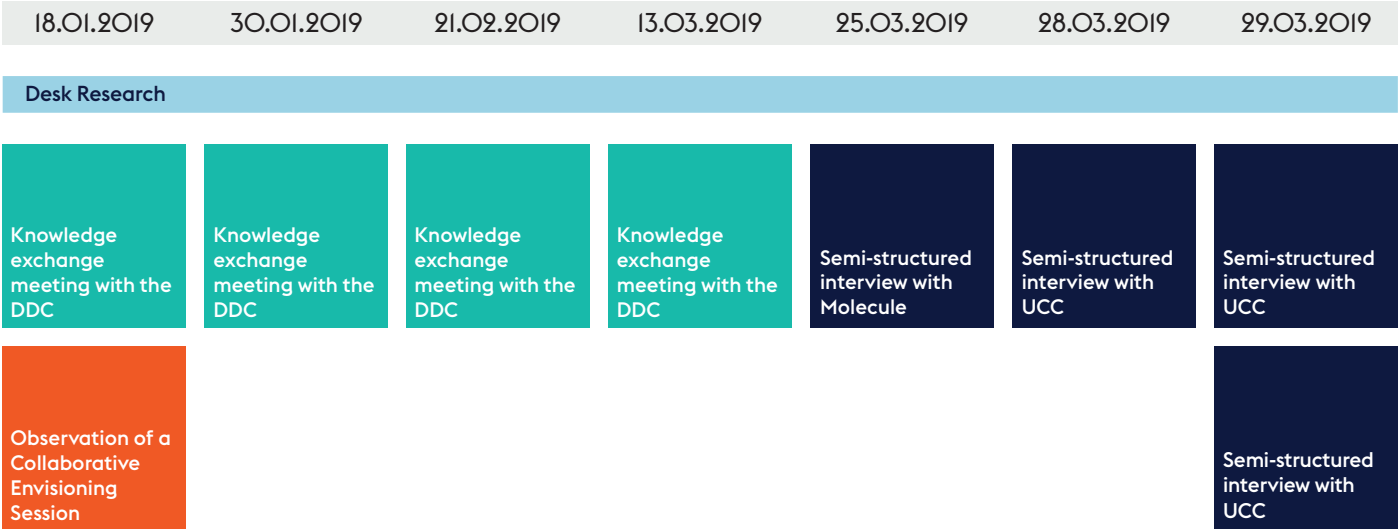 18.01.2019 30.01.2019 21.02.2019 13.03.2019 25.03.2019 28.03.2019 29.03.2019
Desk Research
Knowledge
exchange
meeting with the
DDC
Knowledge
exchange
meeting with the
DDC
Knowledge
exchange
meeting with the
DDC
Knowledge
exchange
meeting with the
DDC
Semi-structured
interview with
Molecule
Semi-structured
interview with
UCC
Semi-structured
interview with
UCC
Observation of a
Collaborative
Envisioning
Session
Semi-structured
interview with
UCC